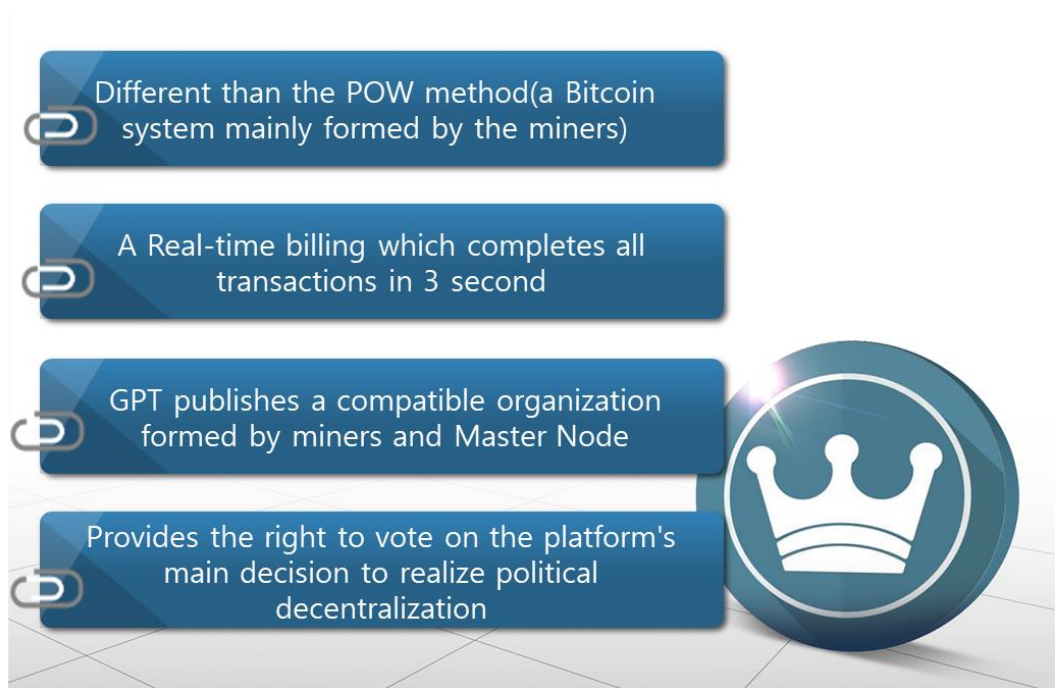 Different than the POW method(a Bitcoin
system mainly formed by the miners)
A Real-time billing which completes all
transactions in 3 second
GPT publishes a compatible organization
formed by miners and Master Node
Provides the right to vote on the platform's
main decision to realize political
decentralization